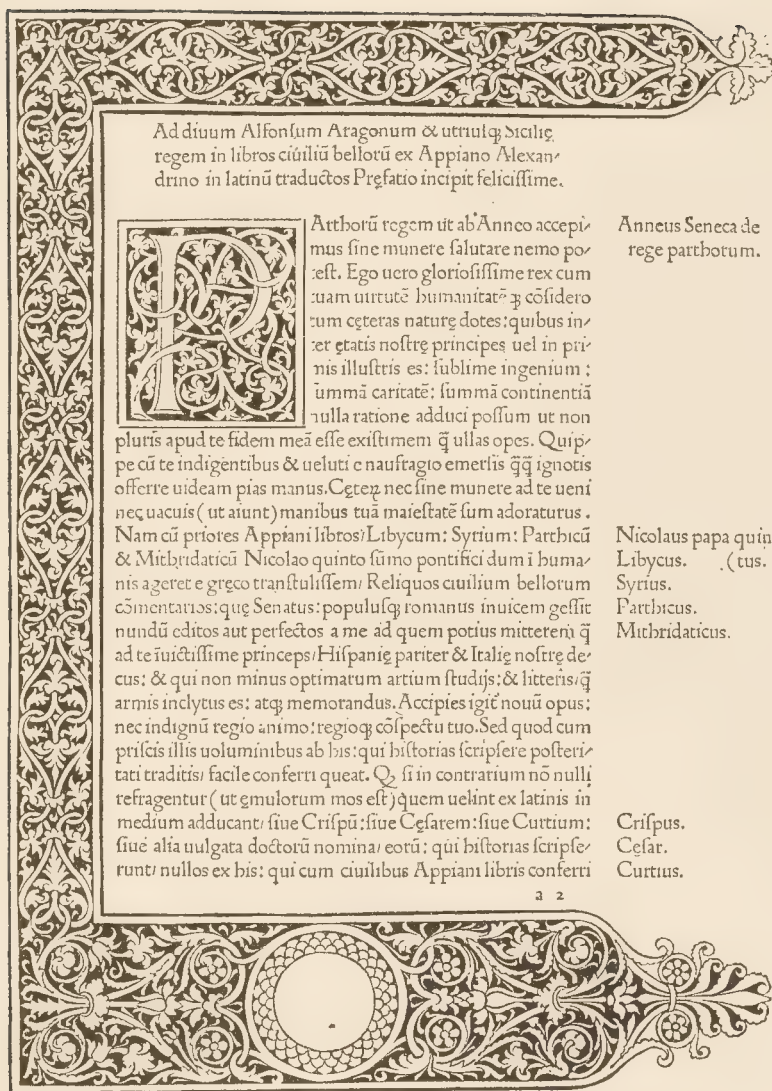 Ad diuum Alfonſum Aragonum & utriuſqꝫ Sicilię
regem in libros ciuiliū bellorū ex Appiano Alexan-
drino in latinū traductos Pręfatio incipit feliciſſime.
PArthorū regem ut ab Anneo accepi-
mus ſine munere ſalutare nemo po-
teſt. Ego uero glorioſiſſime rex cum
tuam uirtutē humanitatēqꝫ cōſidero
tum cęteras naturę dotes: quibus in-
ter ętatis noſtrę principes uel in pri-
mis illuſtris es: ſublime ingenium:
ſummā caritatē: ſummā continentiā
nulla ratione adduci poſſum ut non
pluris apud te fidem meā eſſe exiſtimem q̄ ullas opes. Quip-
pe cū te indigentibus & ueluti e naufragio emerſis q̄q̄ ignotis
offerre uideam pias manus. Cęteꝝ nec ſine munere ad te ueni
nec uacuis (ut aiunt) manibus tuā maieſtatē ſum adoraturus.
Nam cū priores Appiani libros/ Libycum: Syrium: Parthicū
& Mithridaticū Nicolao quinto ſūmo pontifici dum ī huma-
nis ageret e gręco tranſtuliſſem/ Reliquos ciuilium bellorum
cōmentarios: quę Senatus: populuſqꝫ romanus inuicem geſſit
nundū editos aut perfectos a me ad quem potius mitterem q̄
ad te īuictiſſime princeps/ Hiſpanię pariter & Italię noſtrę de-
cus: & qui non minus optimarum artium ſtudijs: & litteris/ q̄
armis inclytus es: atqꝫ memorandus. Accipies igit̄ nouū opus:
nec indignū regio animo: regioqꝫ cōſpectu tuo. Sed quod cum
priſcis illis uoluminibus ab his: qui hiſtorias ſcripſere poſteri-
tati traditis/ facile conferri queat. Q̨ ſi in contrarium nō nulli
refragentur (ut ęmulorum mos eſt) quem uelint ex latinis in
medium adducant/ ſiue Criſpū: ſiue Cęſarem: ſiue Curtium:
ſiue alia uulgata doctorū nomina/ eorū: qui hiſtorias ſcripſe-
runt/ nullos ex his: qui cum ciuilibus Appiani libris conferri
a 2
Anneus Seneca de
rege parthorum.
Nicolaus papa quin
Libycus. (tus.
Syrius.
Parthicus.
Mithridaticus.
Criſpus.
Ceſar.
Curtius.